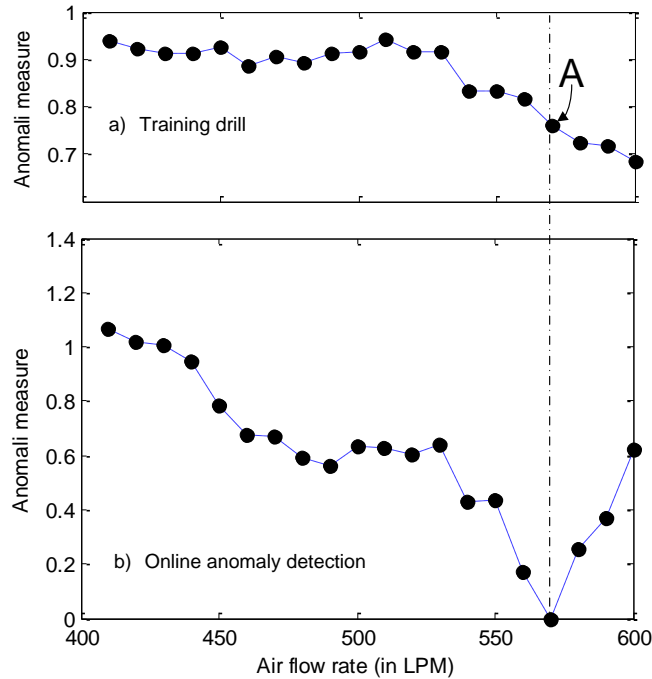 1
0.9
0.8
0.7
Anomali measure
A
a) Training drill
1.4
1.2
1
0.8
0.6
0.4
0.2
0
Anomali measure
b) Online anomaly detection
400 450 500 550 600
Air flow rate (in LPM)